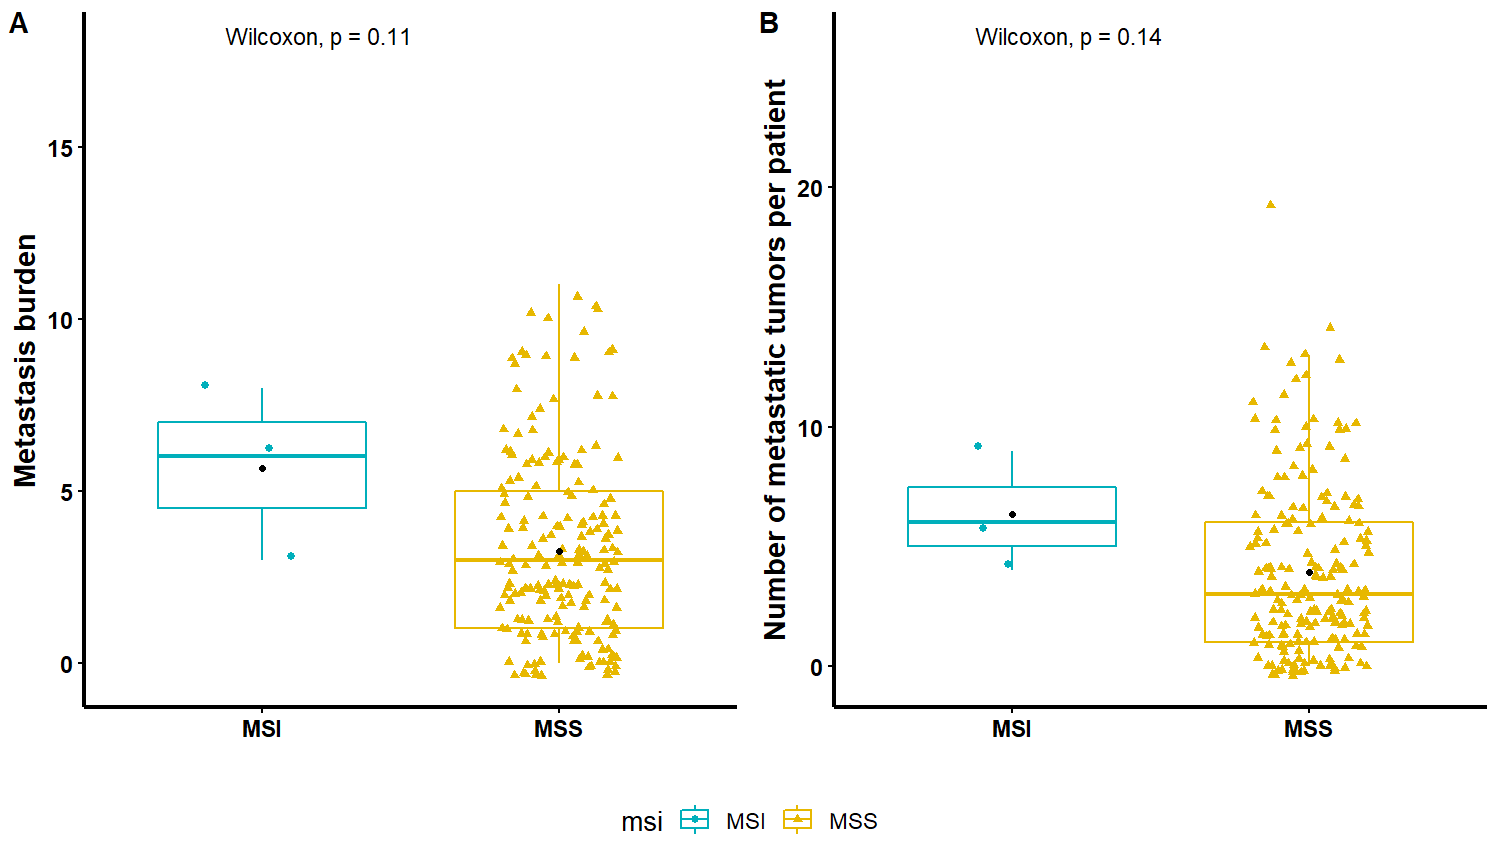 A
Wilcoxon, p = 0.11
Metastasis burden
15
10
5
0
MSI
MSS
B
Wilcoxon, p = 0.14
Number of metastatic tumors per patient
20
10
0
MSI
MSS
msi MSI MSS